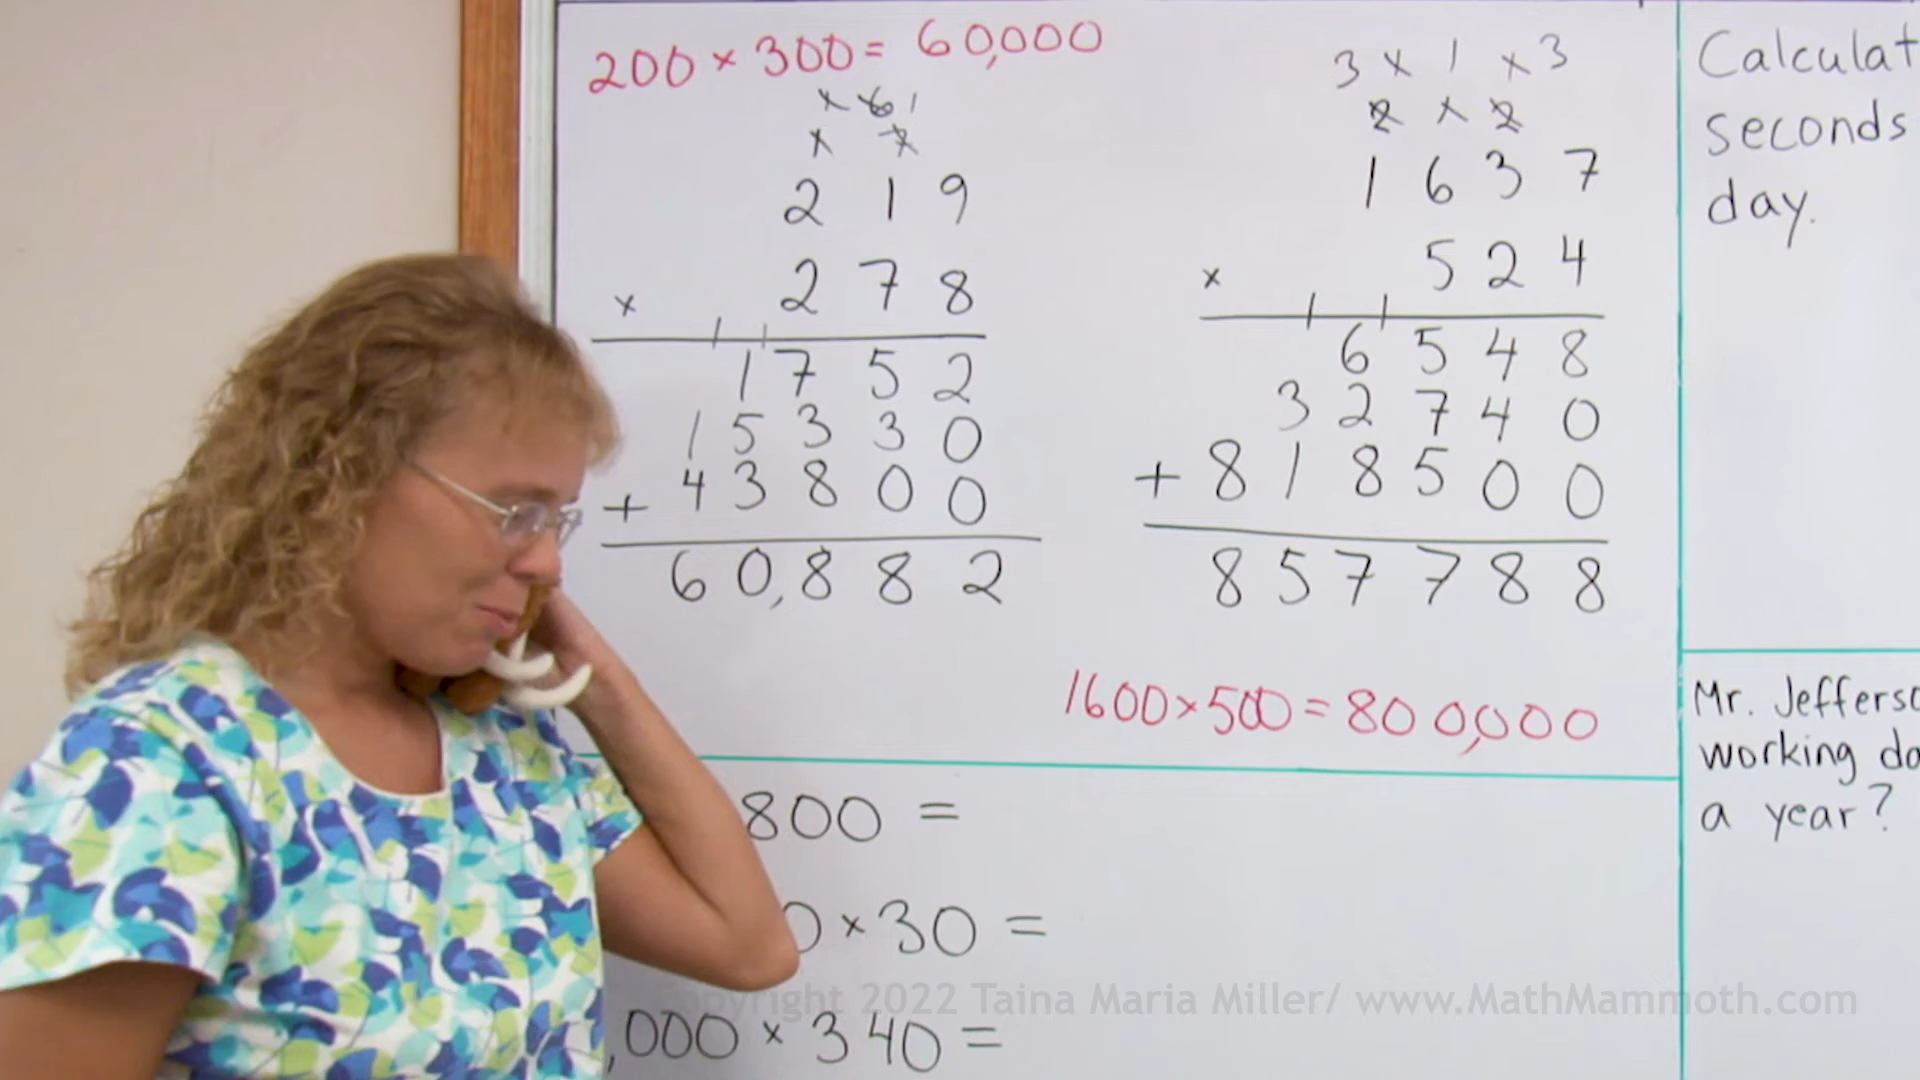 200 × 300 = 60,000
× 6 1
× 2
2 1 9
× 2 7 8
1 1
1 7 5 2
1 5 3 3 0
+ 4 3 8 0 0
6 0,8 8 2
3 × 1 × 3
2 × 2
1 6 3 7
× 5 2 4
1 1
6 5 4 8
3 2 7 4 0
+ 8 1 8 5 0 0
8 5 7 7 8 8
1600 × 500 = 800,000
800 =
0 × 30 =
,000 × 340 =
Calculat
seconds
day.
Mr. Jefferso
working da
a year?
Copyright 2022 Taina Maria Miller/ www.MathMammoth.com